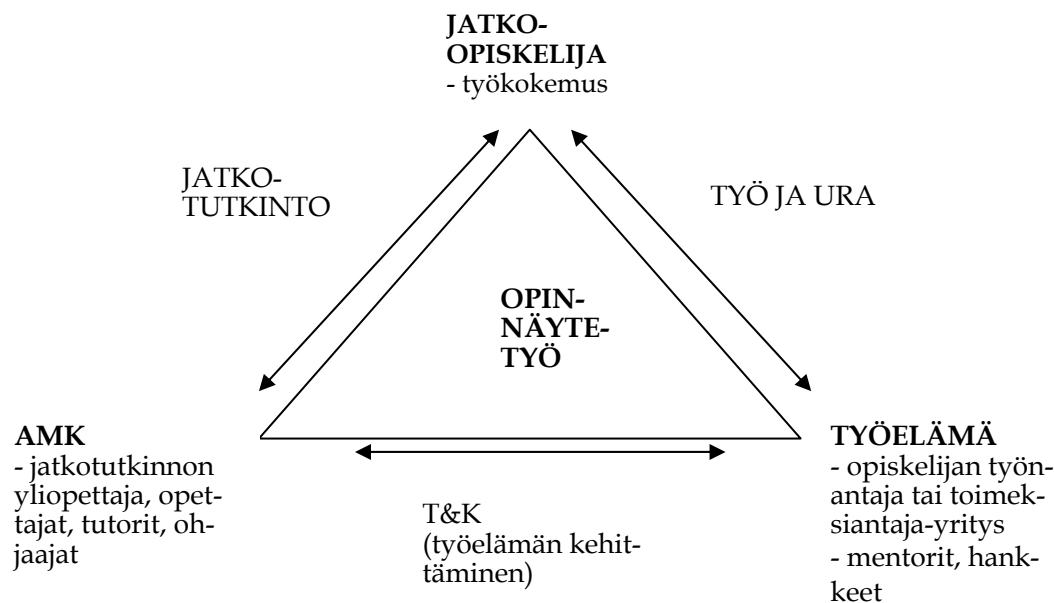 JATKO-
OPISKELIJA
- työkokemus
JATKO-
TUTKINTO
TYÖ JA URA
OPIN-
NÄYTE-
TYÖ
AMK
- jatkotutkinnon
yliopettaja, opet-
tajat, tutorit, oh-
jaajat
T&K
(työelämän kehit-
täminen)
TYÖELÄMÄ
- opiskelijan työn-
antaja tai toimek-
siantaja-yritys
- mentorit, hank-
keet